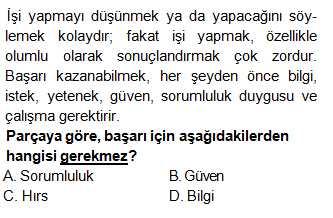 İşi yapmayı düşünmek ya da yapacağını söy-
lemek kolaydır; fakat işi yapmak, özellikle
olumlu olarak sonuçlandırmak çok zordur.
Başarı kazanabilmek, her şeyden önce bilgi,
istek, yetenek, güven, sorumluluk duygusu ve
çalışma gerektirir.
Parçaya göre, başarı için aşağıdakilerden
hangisi gerekmez?
A. Sorumluluk B. Güven
C. Hırs D. Bilgi